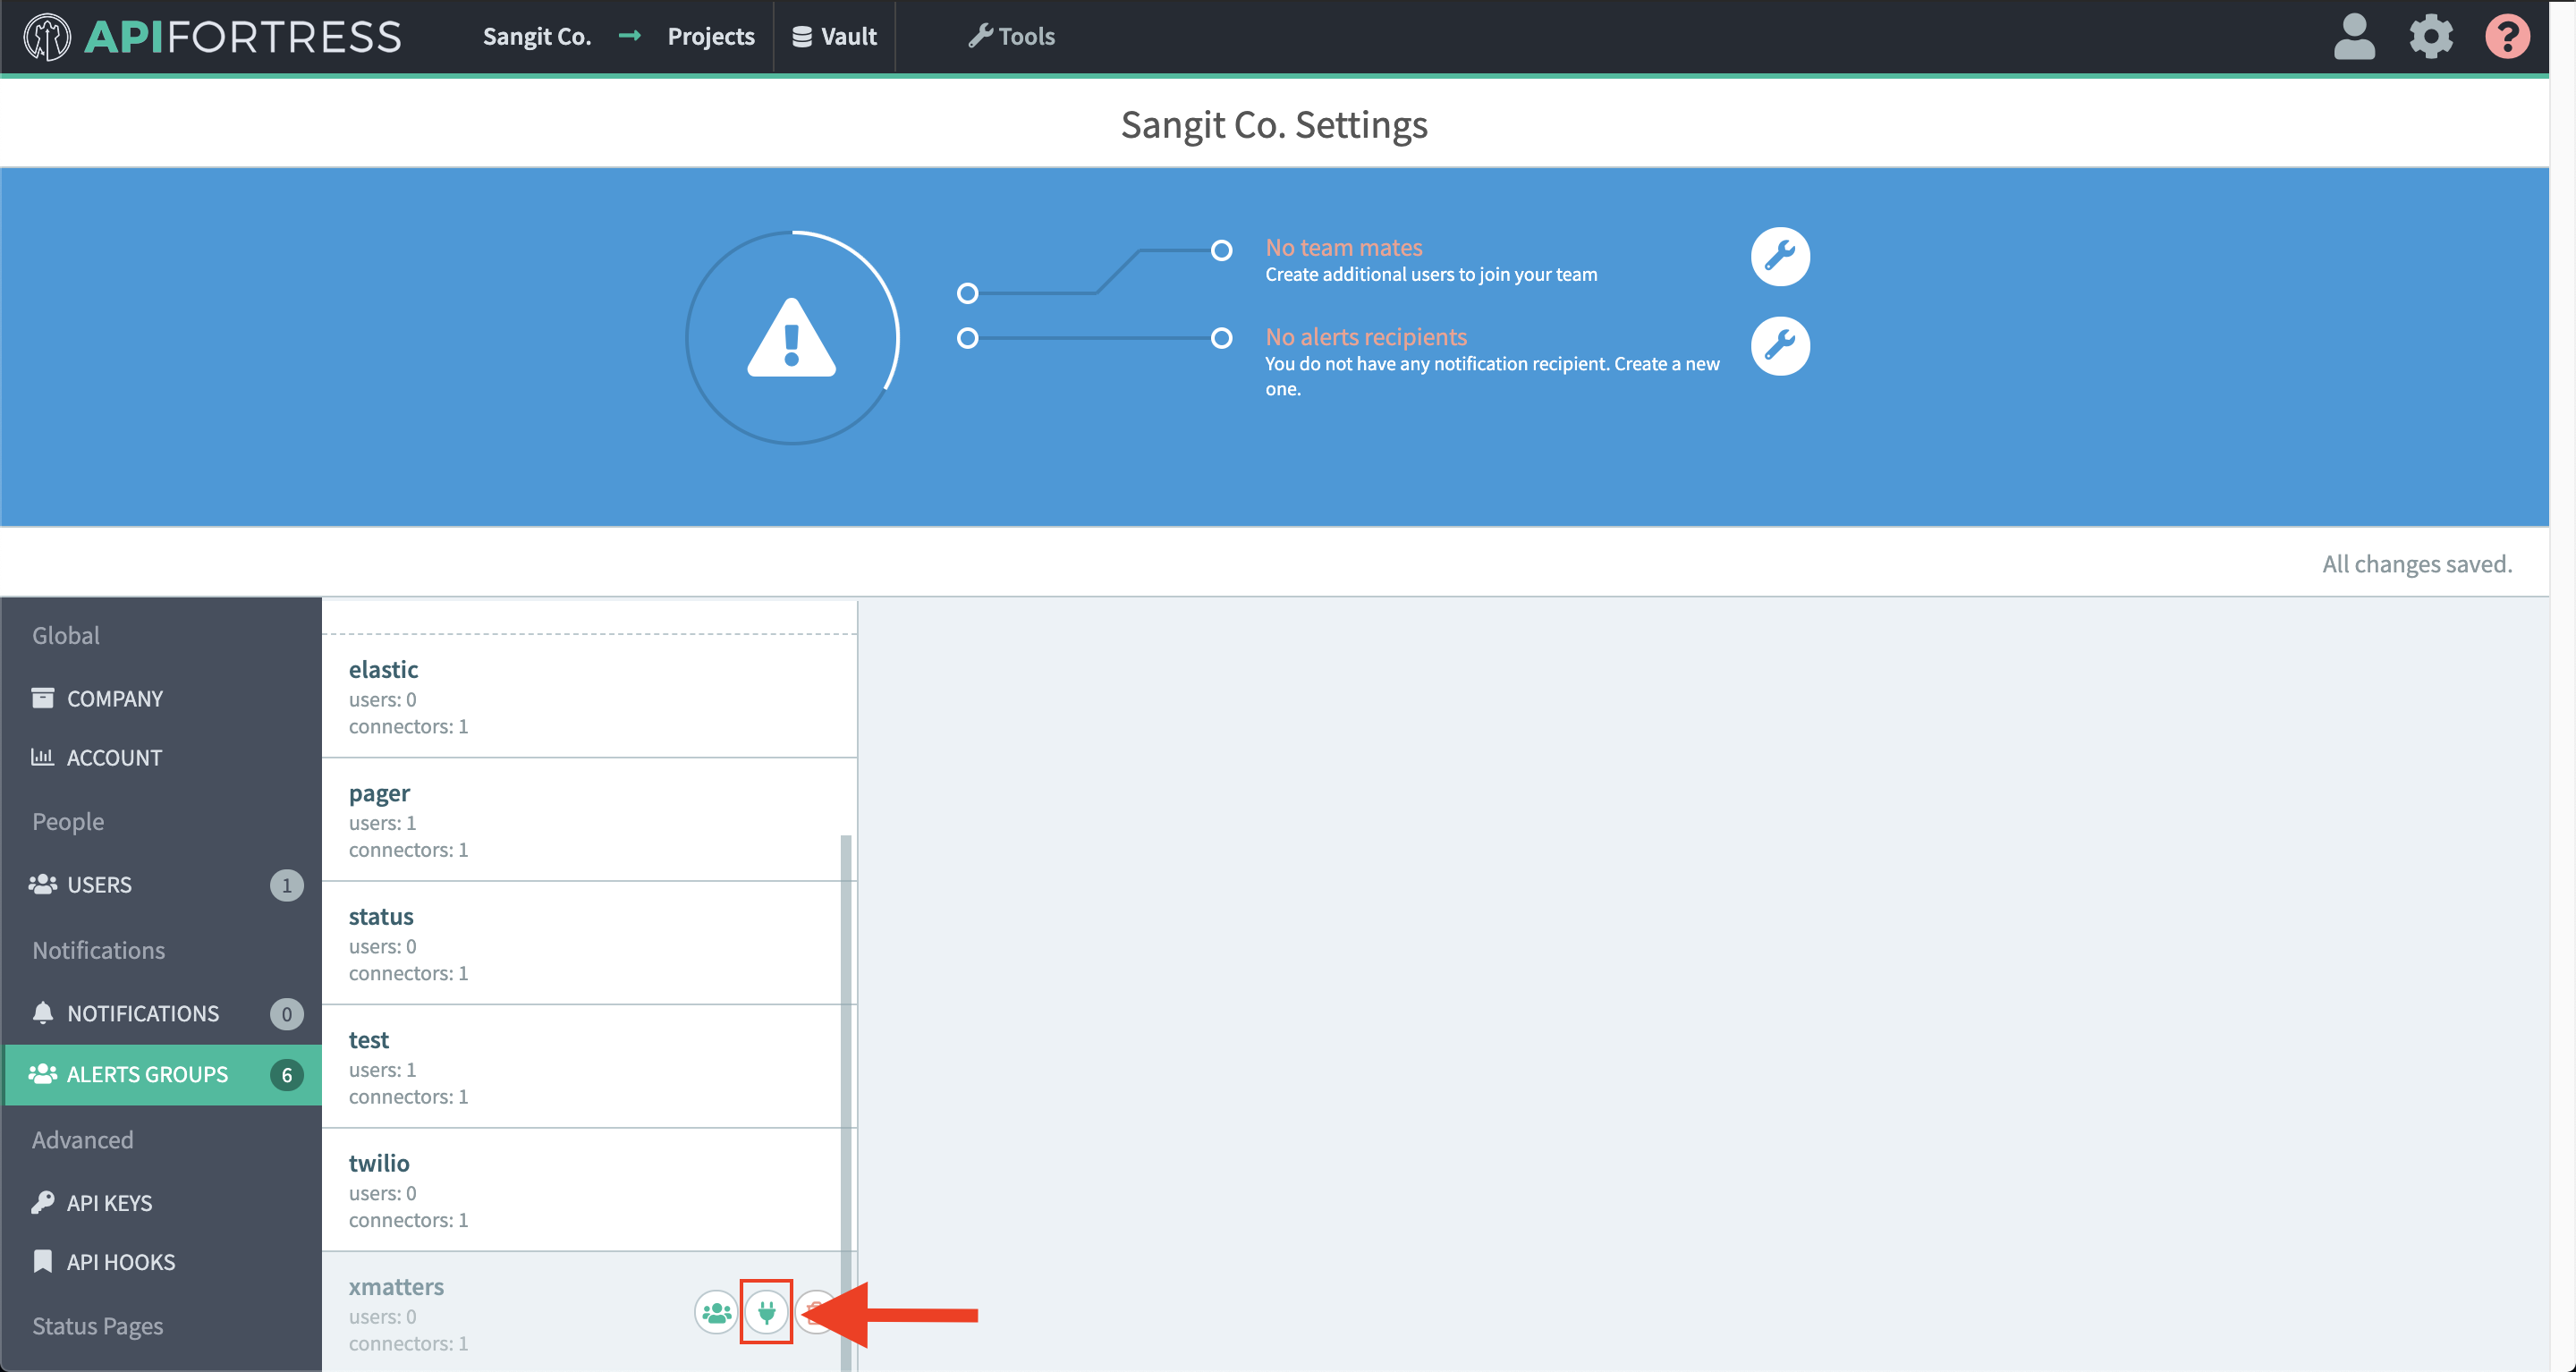 APIFORTRESS
Sangit Co. → Projects Vault Tools ?
Sangit Co. Settings
No team mates
Create additional users to join your team
No alerts recipients
You do not have any notification recipient. Create a new
one.
All changes saved.
Global
COMPANY
ACCOUNT
People
USERS 1
Notifications
NOTIFICATIONS 0
ALERTS GROUPS 6
Advanced
API KEYS
API HOOKS
Status Pages
elastic
users: 0
connectors: 1
pager
users: 1
connectors: 1
status
users: 0
connectors: 1
test
users: 1
connectors: 1
twilio
users: 0
connectors: 1
xmatters
users: 0
connectors: 1